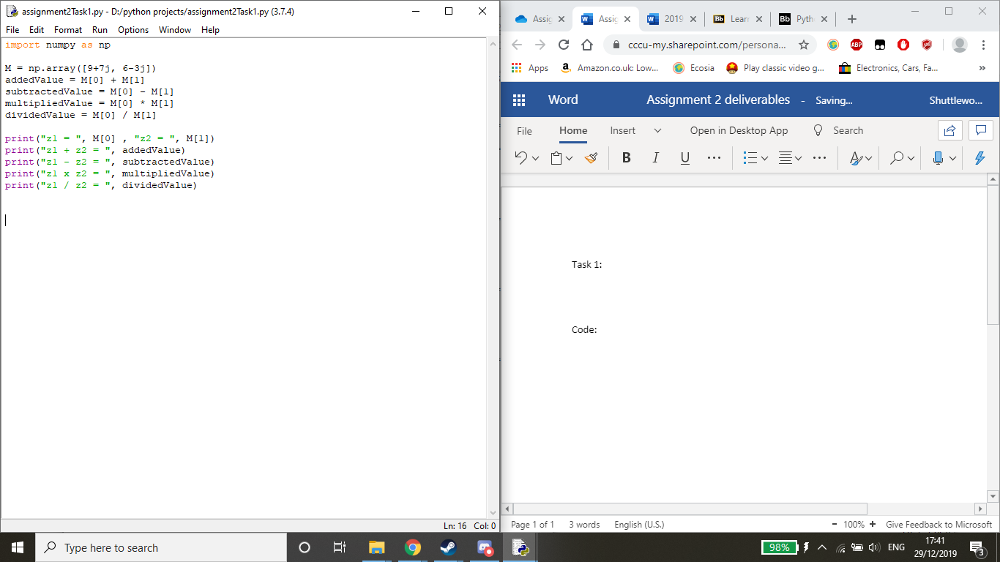 assignment2Task1.py - D:/python projects/assignment2Task1.py (3.7.4)
File Edit Format Run Options Window Help
import numpy as np
M = np.array([9+7j, 6-3j])
addedValue = M[0] + M[1]
subtractedValue = M[0] - M[1]
multipliedValue = M[0] * M[1]
dividedValue = M[0] / M[1]
print("z1 = ", M[0] , "z2 = ", M[1])
print("z1 + z2 = ", addedValue)
print("z1 - z2 = ", subtractedValue)
print("z1 x z2 = ", multipliedValue)
print("z1 / z2 = ", dividedValue)
Ln: 16 Col: 0
Assig Assig 2019 Bb Lear Bb Pyth
cccu-my.sharepoint.com/persona... ABP
Apps Amazon.co.uk: Low... Ecosia Play classic video g... Electronics, Cars, Fa... »
Word Assignment 2 deliverables - Saving... Shuttlewo...
File Home Insert Open in Desktop App Search
B I U
Task 1:
Code:
Page 1 of 1 3 words English (U.S.) - 100% + Give Feedback to Microsoft
Type here to search
98% ENG 17:41
29/12/2019 3